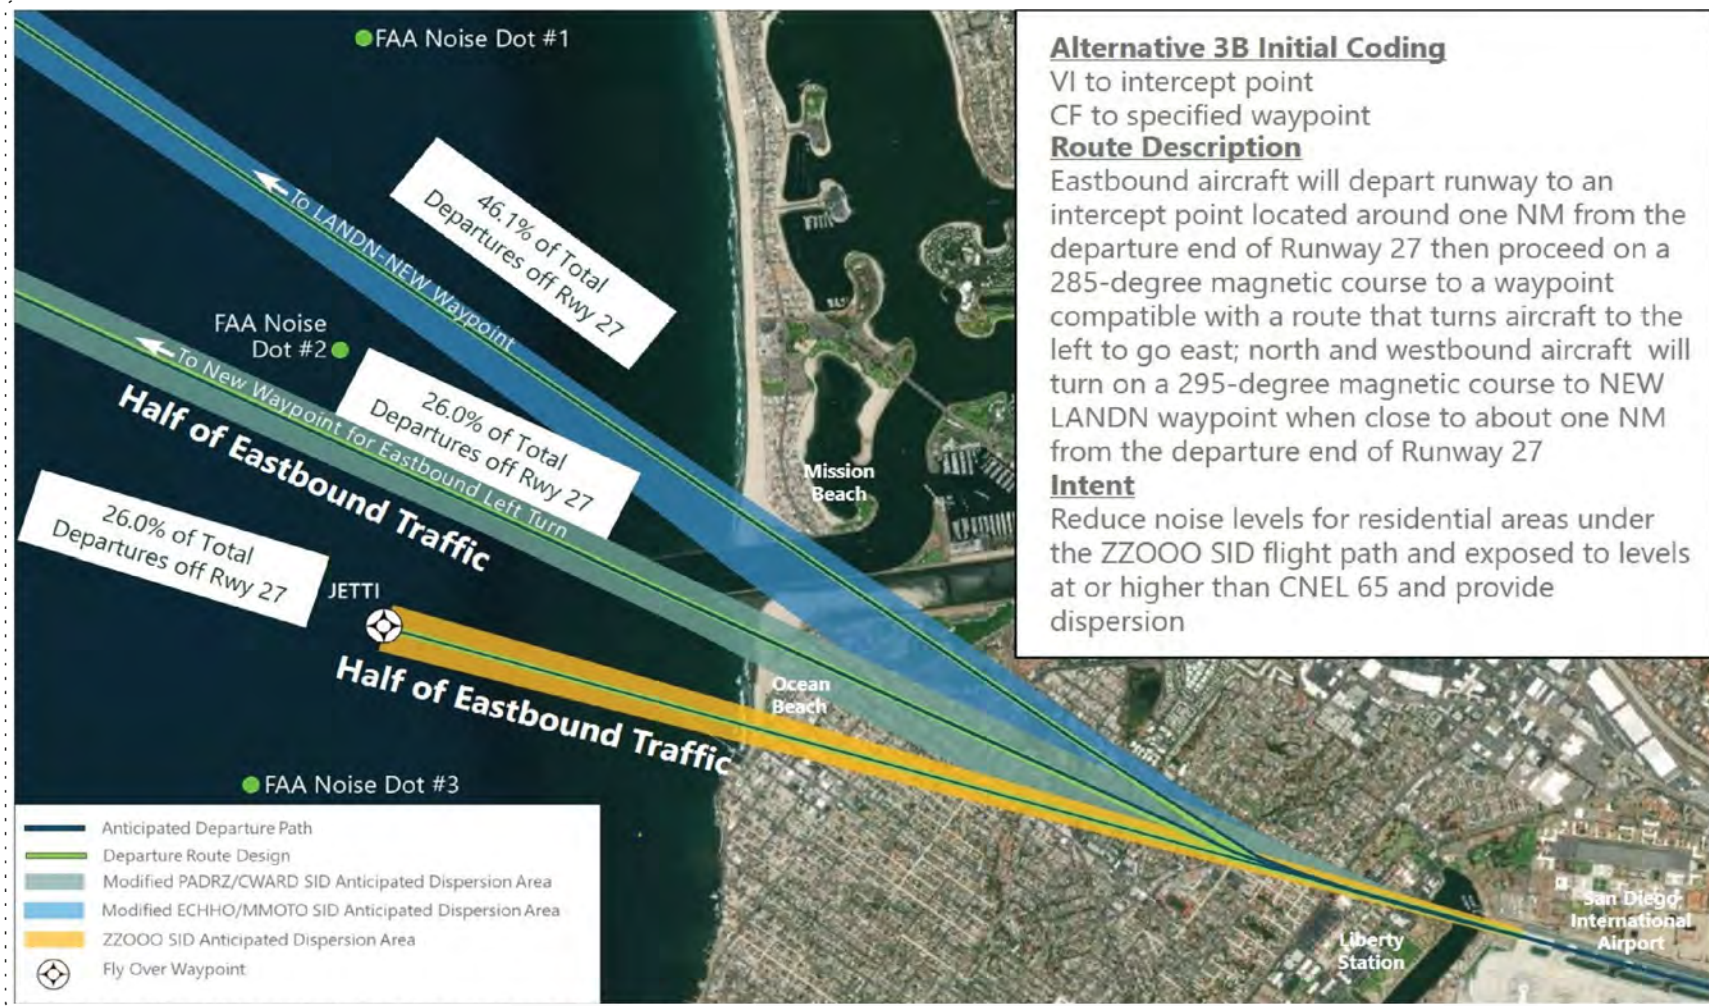 FAA Noise Dot #1
46.1% of Total
Departures off Rwy 27
To LANDN-NEW Waypoint
FAA Noise
Dot #2
To New Waypoint for Eastbound Left Turn
26.0% of Total
Departures off Rwy 27
Half of Eastbound Traffic
26.0% of Total
Departures off Rwy 27
JETTI
Half of Eastbound Traffic
FAA Noise Dot #3
Mission
Beach
Ocean
Beach
Liberty
Station
San Diego
International
Airport
Alternative 3B Initial Coding
VI to intercept point
CF to specified waypoint
Route Description
Eastbound aircraft will depart runway to an
intercept point located around one NM from the
departure end of Runway 27 then proceed on a
285-degree magnetic course to a waypoint
compatible with a route that turns aircraft to the
left to go east; north and westbound aircraft will
turn on a 295-degree magnetic course to NEW
LANDN waypoint when close to about one NM
from the departure end of Runway 27
Intent
Reduce noise levels for residential areas under
the ZZOOO SID flight path and exposed to levels
at or higher than CNEL 65 and provide
dispersion
Anticipated Departure Path
Departure Route Design
Modified PADRZ/CWARD SID Anticipated Dispersion Area
Modified ECHHO/MMOTO SID Anticipated Dispersion Area
ZZOOO SID Anticipated Dispersion Area
Fly Over Waypoint